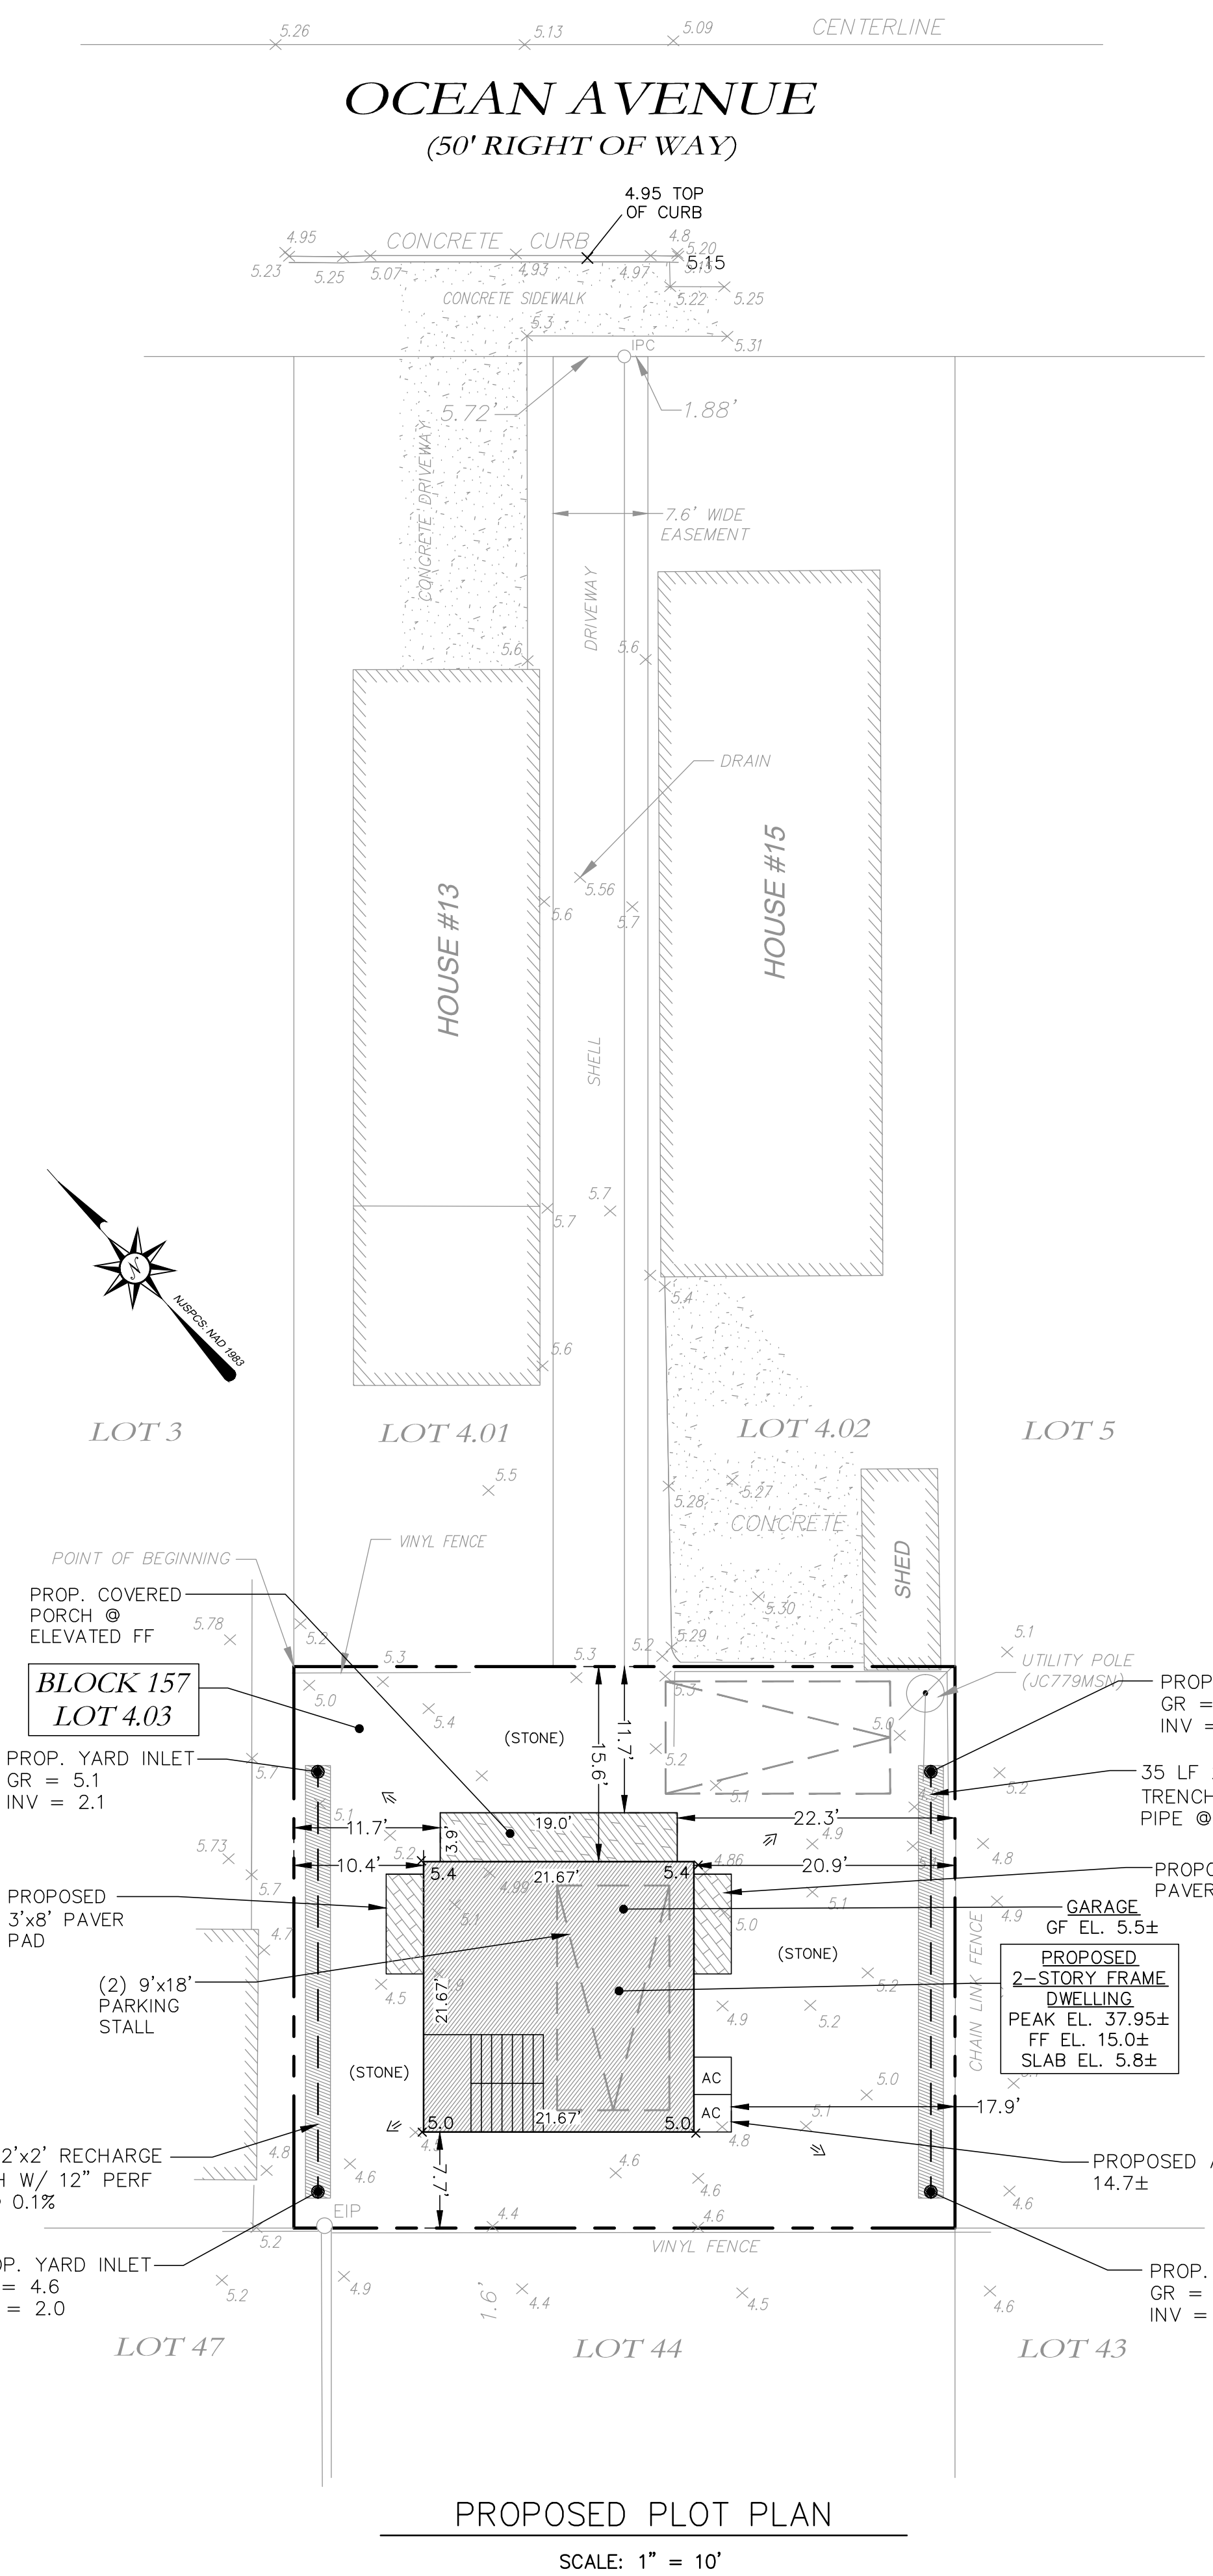 5.26
5.13
5.09
CENTERLINE
OCEAN AVENUE
(50' RIGHT OF WAY)
4.95 TOP
OF CURB
4.95
CONCRETE CURB
4.8
5.20
5.23
5.25
5.07
4.93
4.97
5.15
CONCRETE SIDEWALK
5.22
5.25
5.3
IPC
5.31
5.72'
1.88'
CONCRETE DRIVEWAY
7.6' WIDE
EASEMENT
DRIVEWAY
5.6
5.6
DRAIN
HOUSE #13
HOUSE #15
5.56
5.6
5.7
SHELL
5.7
5.7
N
NJSPCS: NAD 1983
5.4
5.6
LOT 3
LOT 4.01
LOT 4.02
LOT 5
5.5
5.28
5.27
CONCRETE
VINYL FENCE
POINT OF BEGINNING
SHED
PROP. COVERED
PORCH @
ELEVATED FF
5.30
5.78
5.2
5.3
5.3
5.2
5.29
5.1
UTILITY POLE
(JC779MSN)
BLOCK 157
LOT 4.03
5.0
5.4
5.3
5.0
(STONE)
11.7'
15.6'
PROP
GR =
INV =
PROP. YARD INLET
GR = 5.1
INV = 2.1
5.7
5.2
5.1
5.2
35 LF
TRENCH
PIPE @
5.1
11.7'
3.9'
19.0'
22.3'
4.9
5.73
5.2
10.4'
5.4
21.67'
5.4
4.86
20.9'
4.8
5.7
4.99
5.1
5.1
PROPO
PAVER
PROPOSED
3'x8' PAVER
PAD
5.0
4.9
GARAGE
GF EL. 5.5±
4.7
(STONE)
CHAIN LINK FENCE
(2) 9'x18'
PARKING
STALL
4.5
21.67'
5.2
4.9
5.2
PROPOSED
2-STORY FRAME
DWELLING
PEAK EL. 37.95±
FF EL. 15.0±
SLAB EL. 5.8±
(STONE)
AC
AC
5.0
17.9'
5.0
21.67'
5.0
4.8
5.1
2'x2' RECHARGE
H W/ 12" PERF
0.1%
4.8
4.6
7.7'
4.6
4.6
PROPOSED A
14.7±
4.6
EIP
5.2
4.4
4.6
VINYL FENCE
OP. YARD INLET
= 4.6
= 2.0
5.2
4.9
1.6'
4.4
4.5
4.6
PROP.
GR =
INV =
LOT 47
LOT 44
LOT 43
PROPOSED PLOT PLAN
SCALE: 1" = 10'